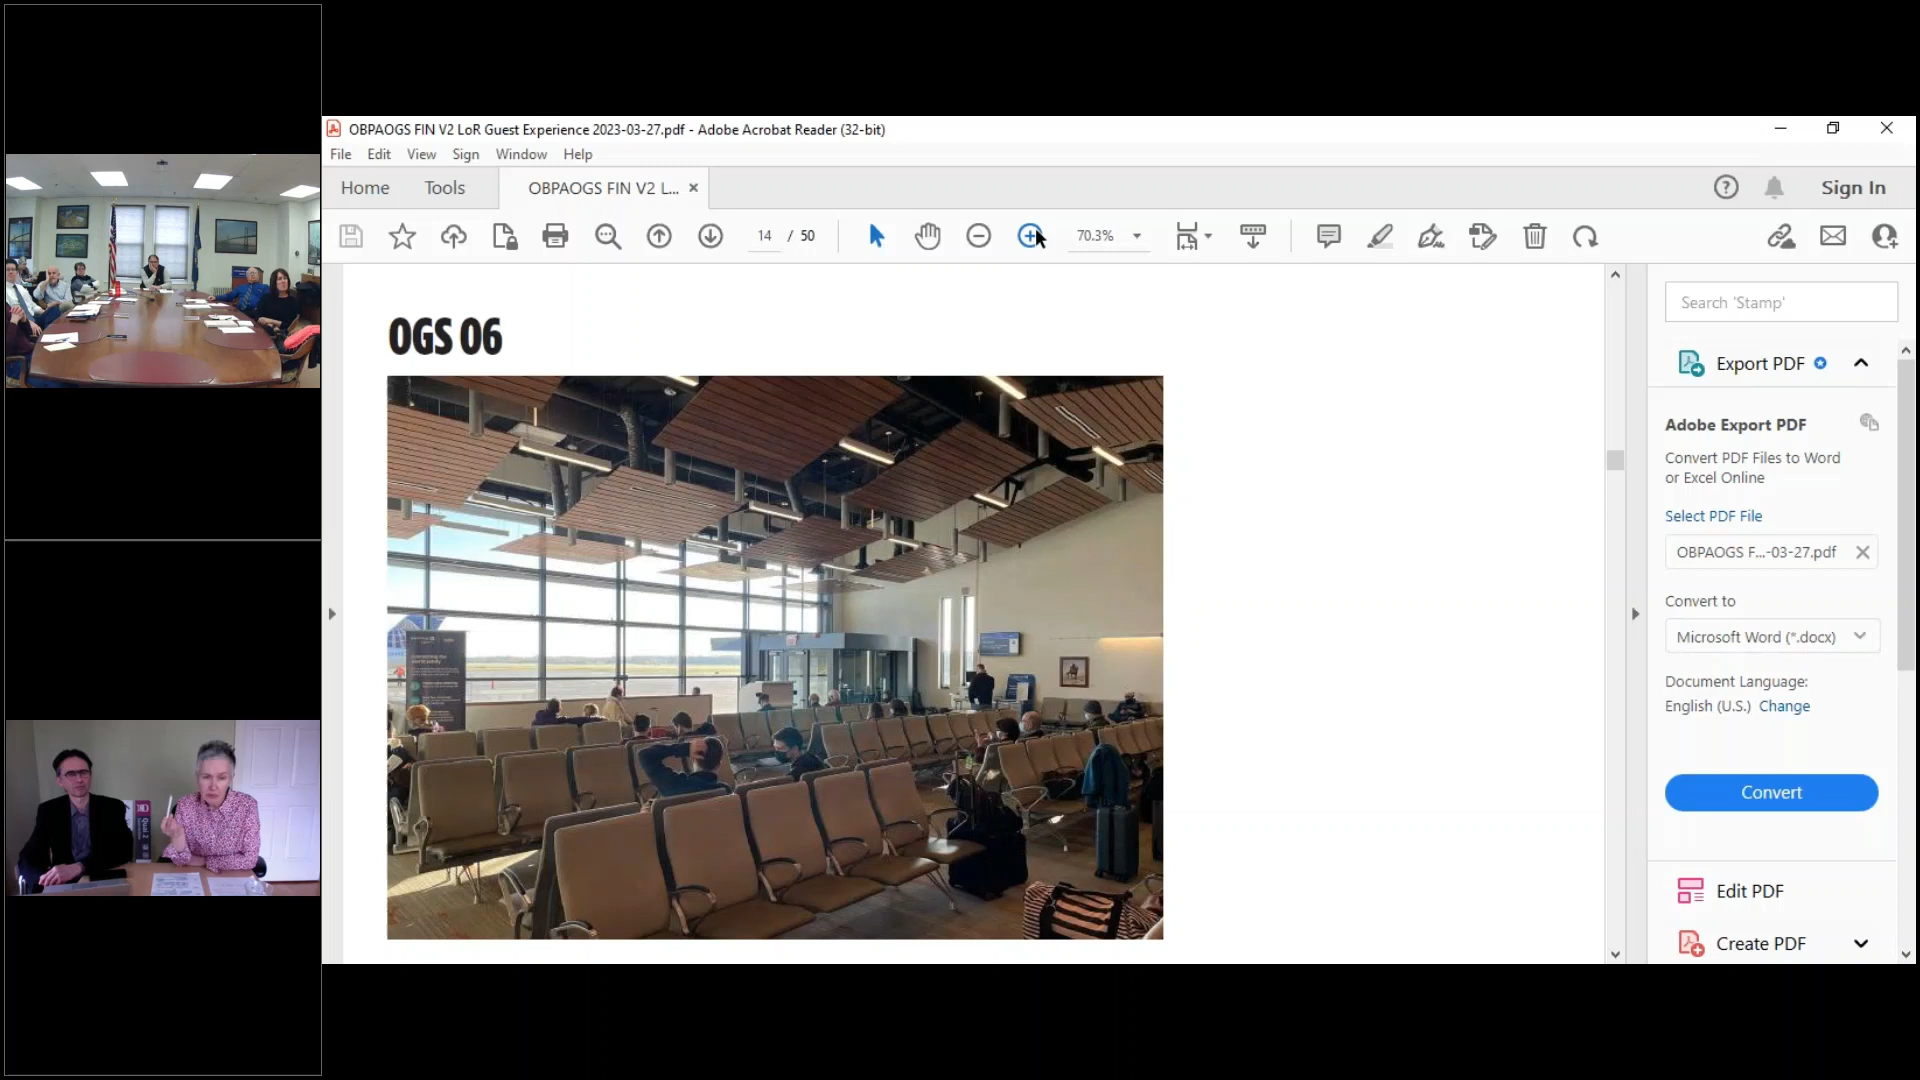 OBPAOGS FIN V2 LoR Guest Experience 2023-03-27.pdf - Adobe Acrobat Reader (32-bit)
File Edit View Sign Window Help
Home Tools OBPAOGS FIN V2 L... Sign In
14 / 50 70.3%
OGS 06
Search 'Stamp'
Export PDF
Adobe Export PDF
Convert PDF Files to Word
or Excel Online
Select PDF File
OBPAOGS F...-03-27.pdf
Convert to
Microsoft Word (*.docx)
Document Language:
English (U.S.) Change
Convert
Edit PDF
Create PDF